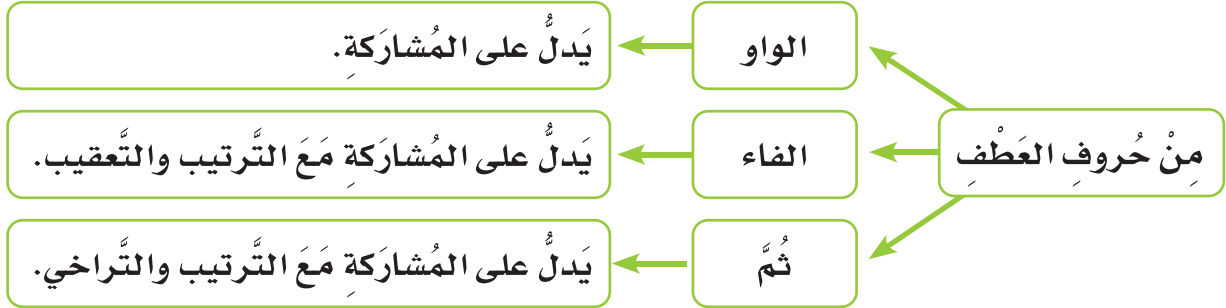 مِنْ حُروفِ العَطْفِ
الواو
يَدلُّ على المُشارَكةِ.
الفاء
يَدلُّ على المُشارَكةِ مَعَ التَّرتيب والتَّعقيب.
ثُمَّ
يَدلُّ على المُشارَكةِ مَعَ التَّرتيب والتَّراخي.